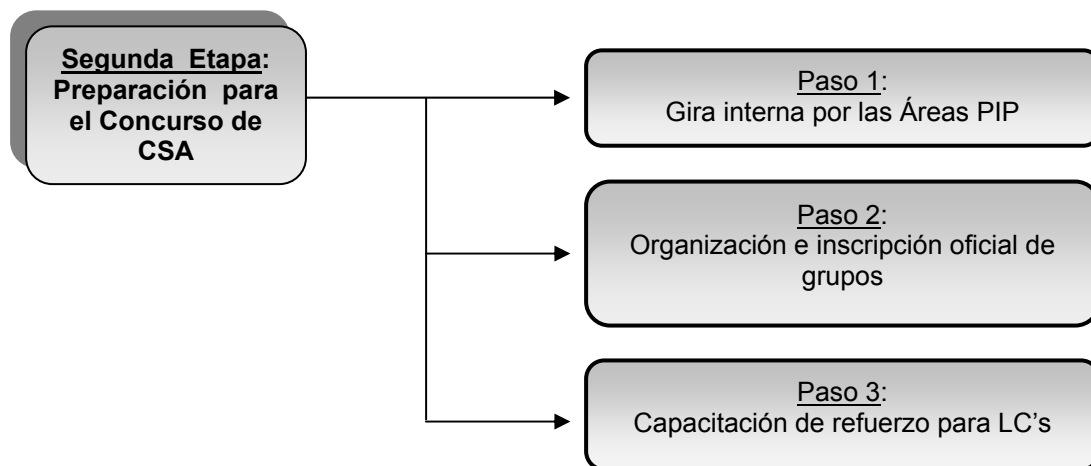 Segunda Etapa:
Preparación para
el Concurso de
CSA
Paso 1:
Gira interna por las Áreas PIP
Paso 2:
Organización e inscripción oficial de
grupos
Paso 3:
Capacitación de refuerzo para LC’s